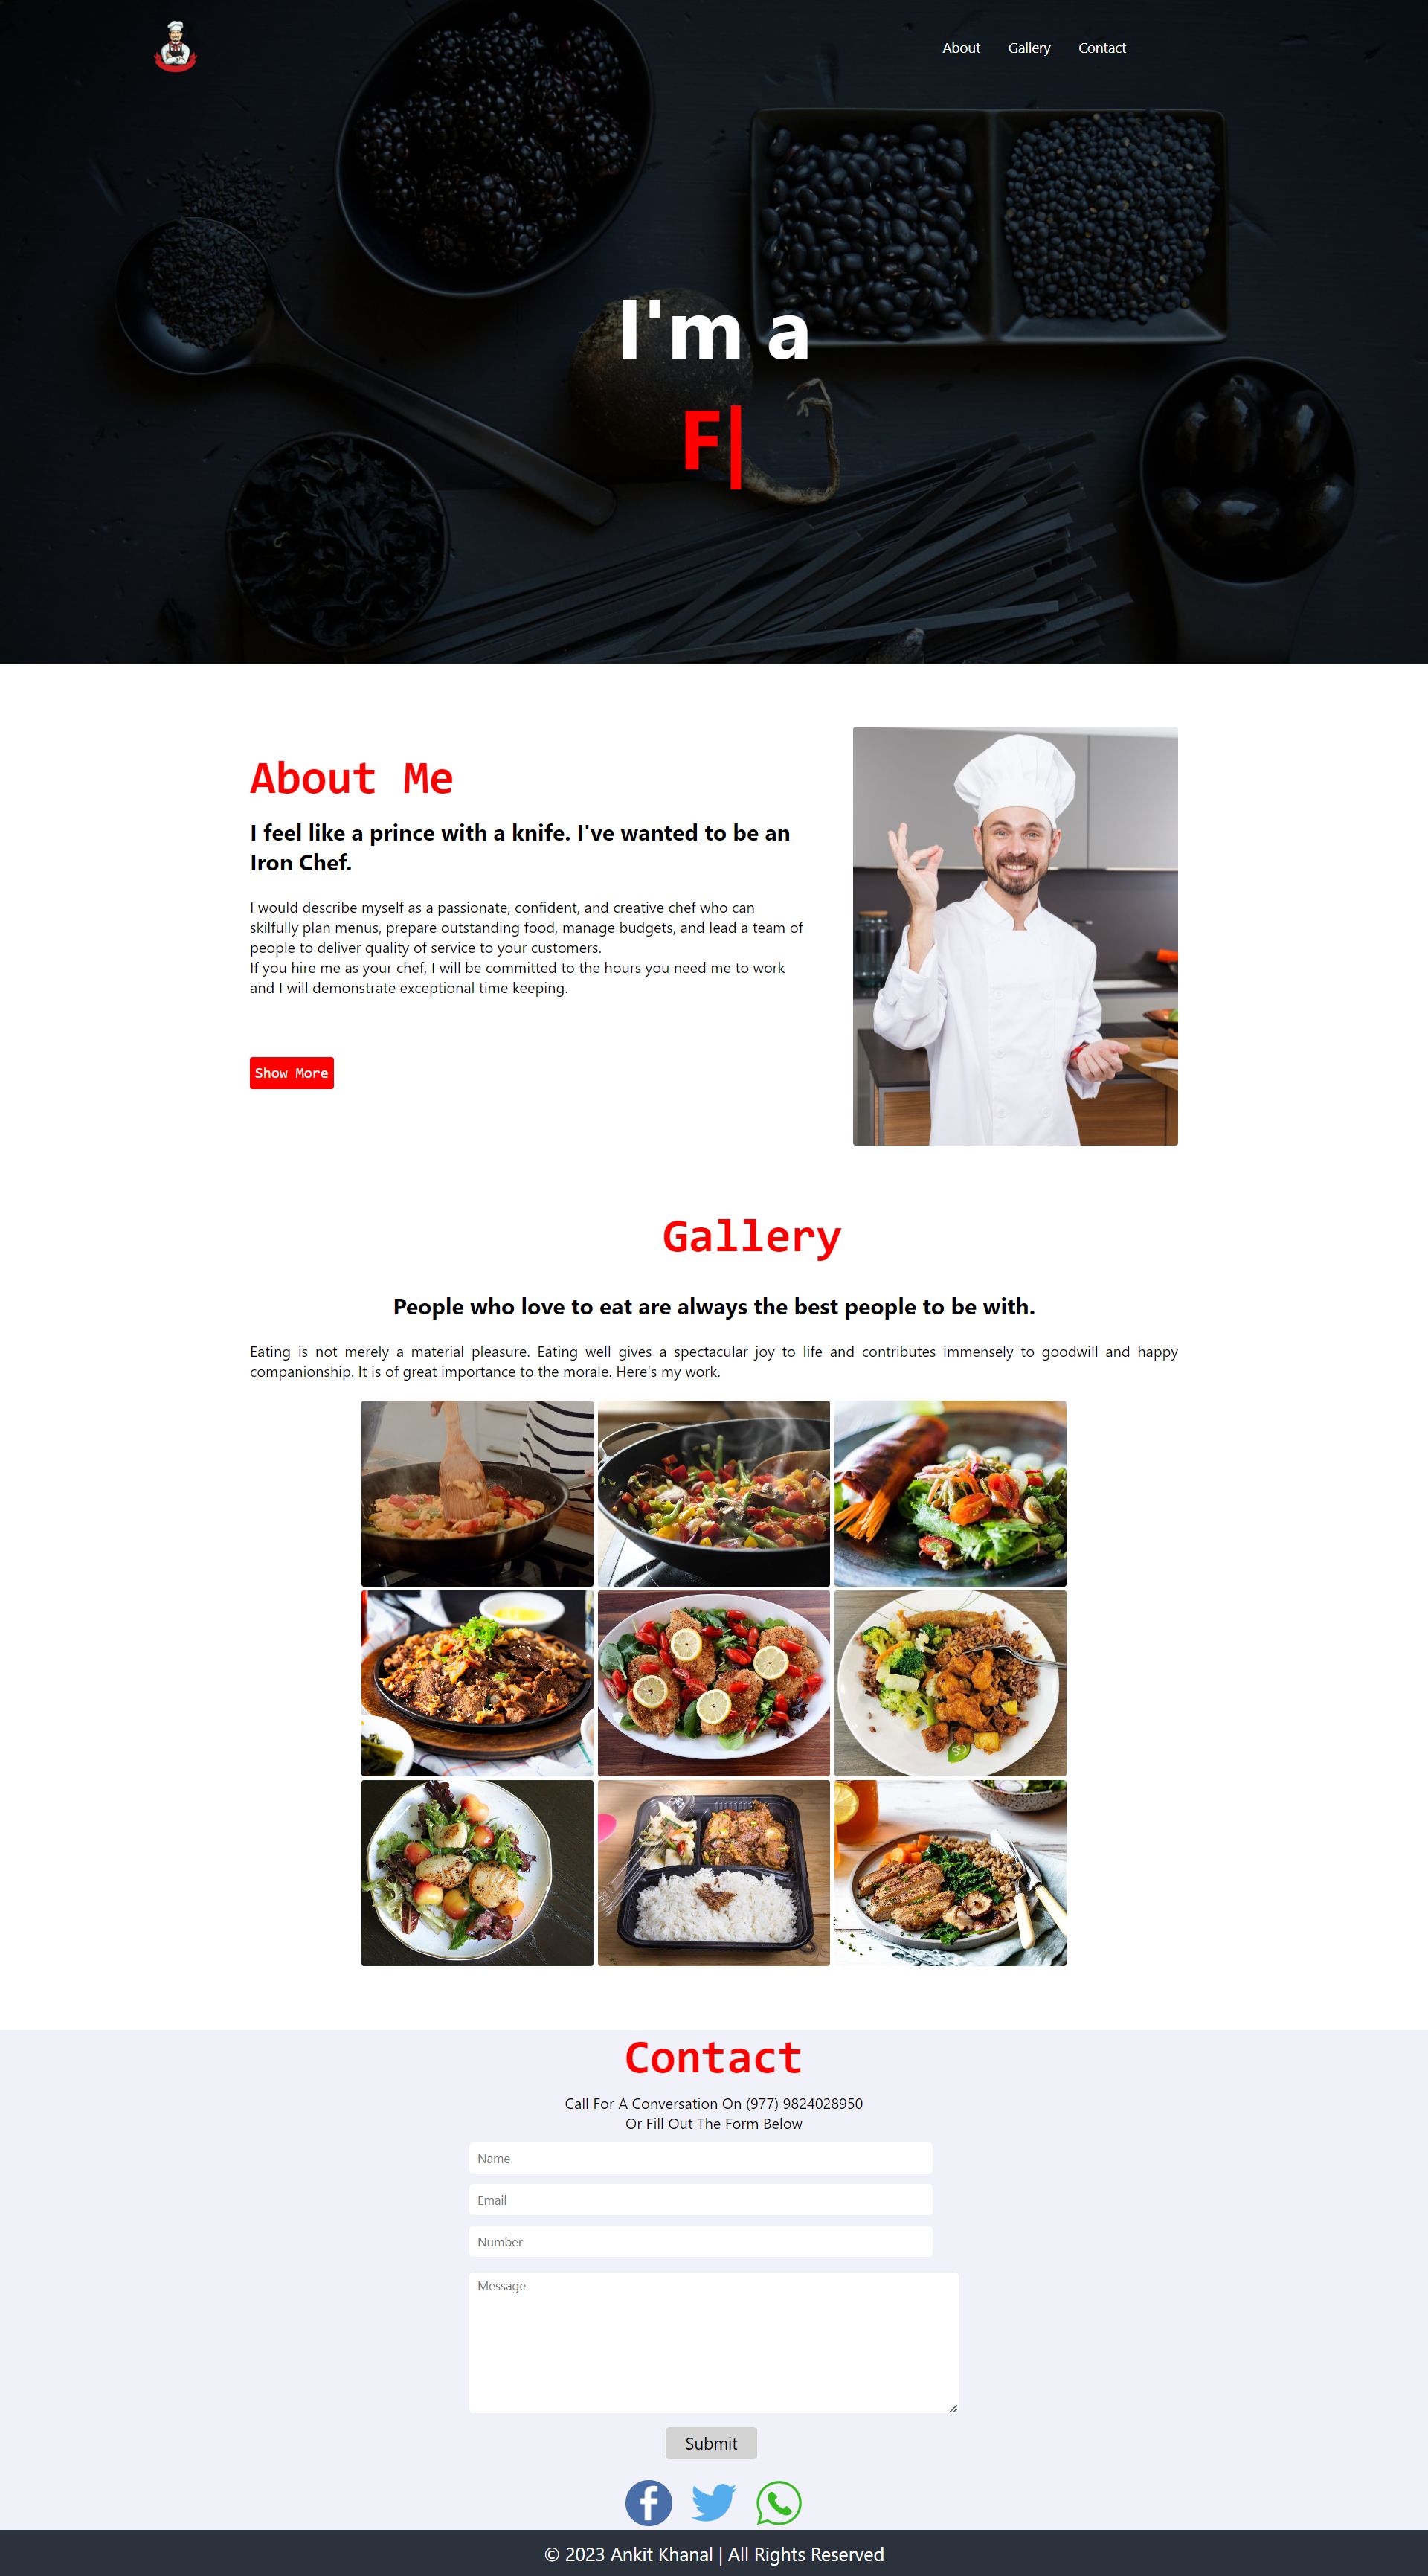 About Gallery Contact
I'm a
F|
About Me
I feel like a prince with a knife. I've wanted to be an
Iron Chef.
I would describe myself as a passionate, confident, and creative chef who can
skilfully plan menus, prepare outstanding food, manage budgets, and lead a team of
people to deliver quality of service to your customers.
If you hire me as your chef, I will be committed to the hours you need me to work
and I will demonstrate exceptional time keeping.
Show More
Gallery
People who love to eat are always the best people to be with.
Eating is not merely a material pleasure. Eating well gives a spectacular joy to life and contributes immensely to goodwill and happy
companionship. It is of great importance to the morale. Here's my work.
Contact
Call For A Conversation On (977) 9824028950
Or Fill Out The Form Below
Name
Email
Number
Message
Submit
© 2023 Ankit Khanal | All Rights Reserved